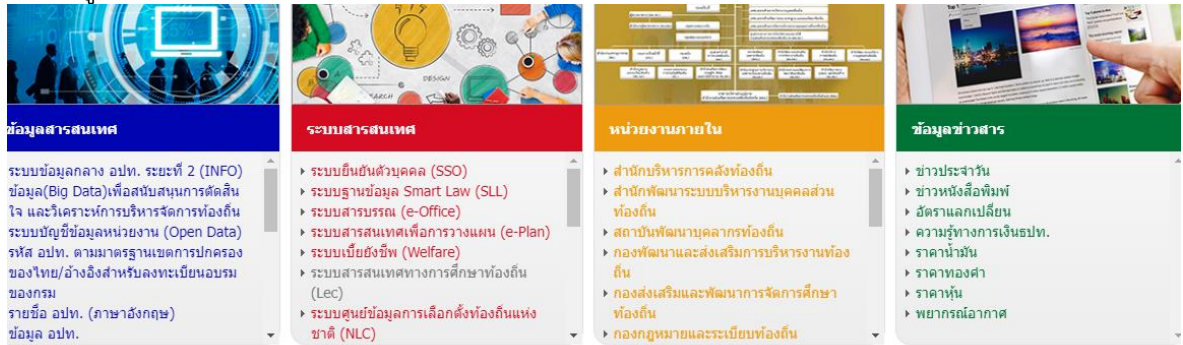 DESIGN
ข้อมูลสารสนเทศ
ระบบข้อมูลกลาง อปท. ระยะที่ 2 (INFO)
ข้อมูล(Big Data)เพื่อสนับสนุนการตัดสิน
ใจ และวิเคราะห์การบริหารจัดการท้องถิ่น
ระบบบัญชีข้อมูลหน่วยงาน (Open Data)
รหัส อปท. ตามมาตรฐานเขตการปกครอง
ของไทย/อ้างอิงสำหรับลงทะเบียนอบรม
ของกรม
รายชื่อ อปท. (ภาษาอังกฤษ)
ข้อมูล อปท.
ระบบสารสนเทศ
ระบบยืนยันตัวบุคคล (SSO)
ระบบฐานข้อมูล Smart Law (SLL)
ระบบสารบรรณ (e-Office)
ระบบสารสนเทศเพื่อการวางแผน (e-Plan)
ระบบเบี้ยยังชีพ (Welfare)
ระบบสารสนเทศทางการศึกษาท้องถิ่น
(Lec)
ระบบศูนย์ข้อมูลการเลือกตั้งท้องถิ่นแห่ง
ชาติ (NLC)
หน่วยงานภายใน
สำนักบริหารการคลังท้องถิ่น
สำนักพัฒนาระบบบริหารงานบุคคลส่วน
ท้องถิ่น
สถาบันพัฒนาบุคลากรท้องถิ่น
กองพัฒนาและส่งเสริมการบริหารงานท้อง
ถิ่น
กองส่งเสริมและพัฒนาการจัดการศึกษา
ท้องถิ่น
กองกฎหมายและระเบียบท้องถิ่น
ข้อมูลข่าวสาร
ข่าวประจำวัน
ข่าวหนังสือพิมพ์
อัตราแลกเปลี่ยน
ความรู้ทางการเงินธปท.
ราคาน้ำมัน
ราคาทองคำ
ราคาหุ้น
พยากรณ์อากาศ